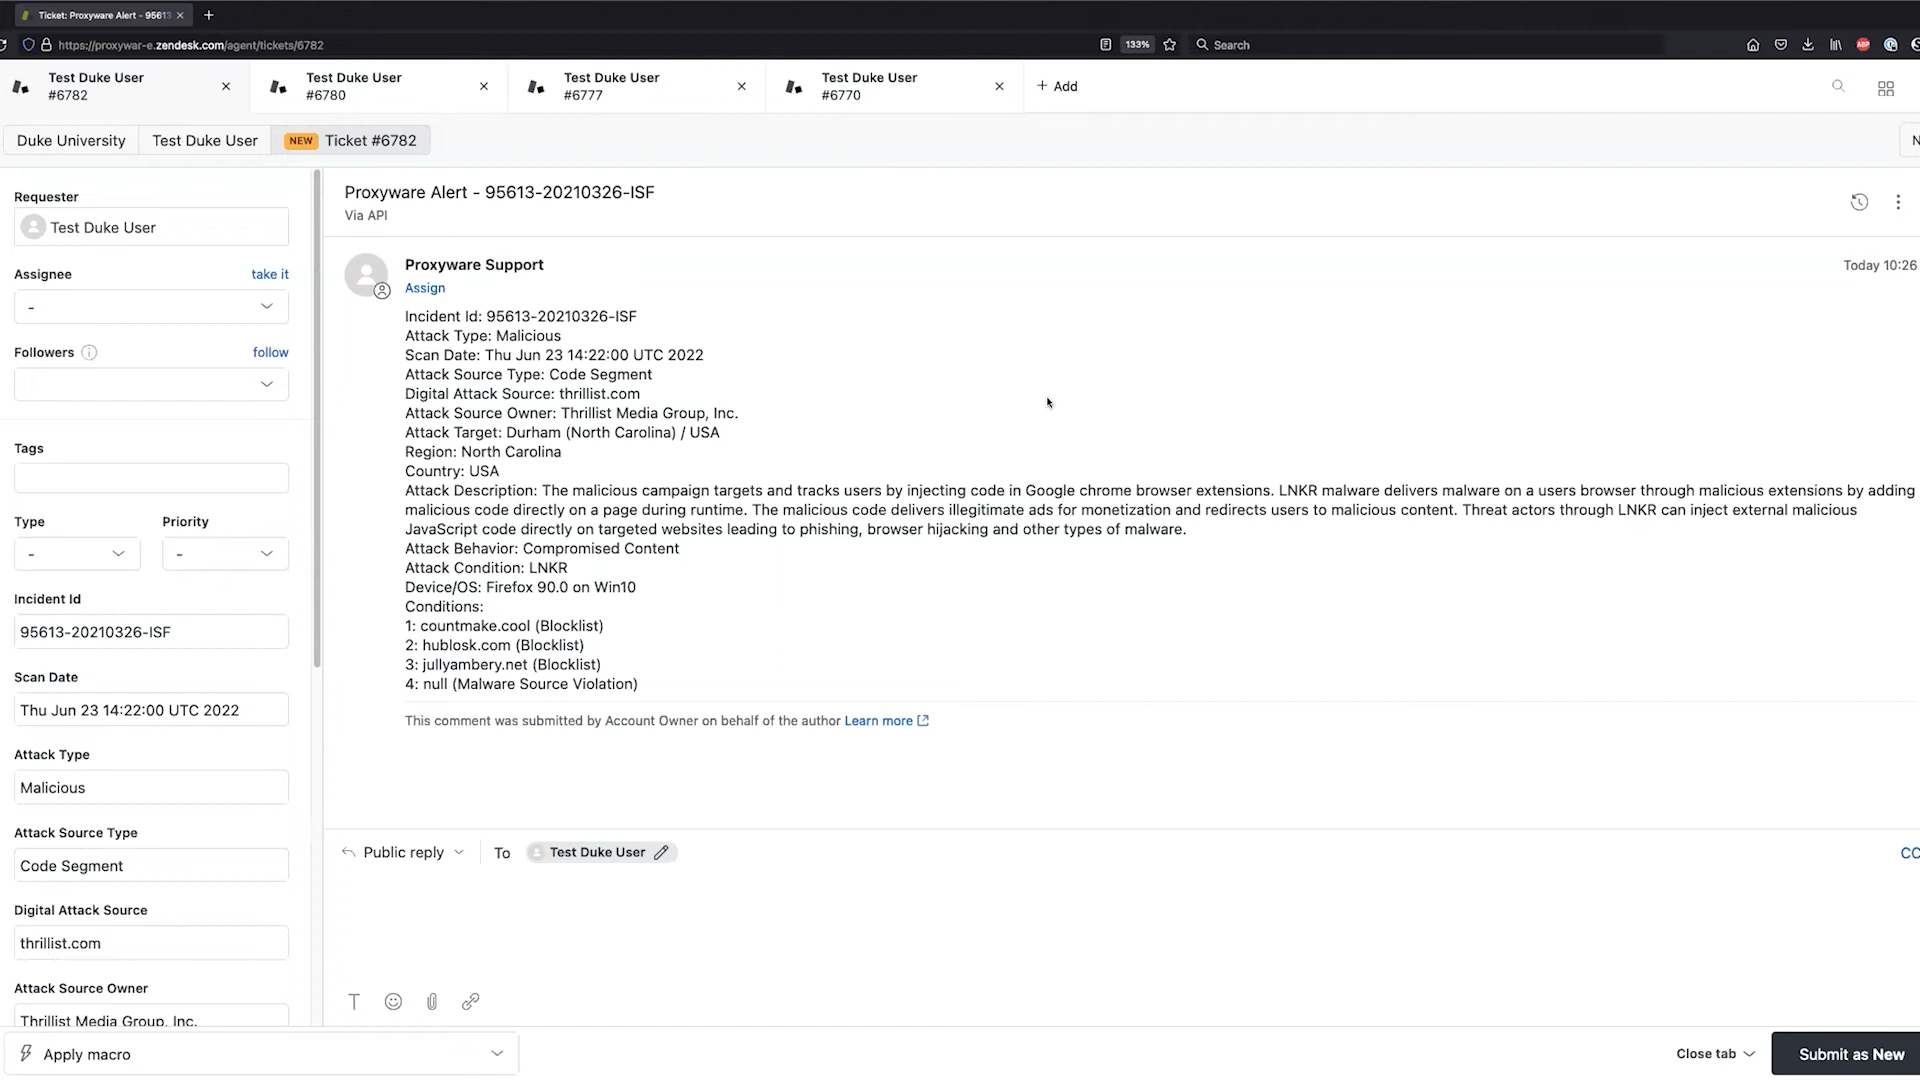 Ticket: Proxyware Alert - 95613
https://proxywar-e.zendesk.com/agent/tickets/6782
133%
Search
ABP
Test Duke User
#6782
Test Duke User
#6780
Test Duke User
#6777
Test Duke User
#6770
+ Add
Duke University
Test Duke User
NEW Ticket #6782
N
Requester
Test Duke User
Assignee
take it
-
Followers
follow
Tags
Type
Priority
-
-
Incident Id
95613-20210326-ISF
Scan Date
Thu Jun 23 14:22:00 UTC 2022
Attack Type
Malicious
Attack Source Type
Code Segment
Digital Attack Source
thrillist.com
Attack Source Owner
Thrillist Media Group, Inc.
Proxyware Alert - 95613-20210326-ISF
Via API
Proxyware Support
Today 10:26
Assign
Incident Id: 95613-20210326-ISF
Attack Type: Malicious
Scan Date: Thu Jun 23 14:22:00 UTC 2022
Attack Source Type: Code Segment
Digital Attack Source: thrillist.com
Attack Source Owner: Thrillist Media Group, Inc.
Attack Target: Durham (North Carolina) / USA
Region: North Carolina
Country: USA
Attack Description: The malicious campaign targets and tracks users by injecting code in Google chrome browser extensions. LNKR malware delivers malware on a users browser through malicious extensions by adding
malicious code directly on a page during runtime. The malicious code delivers illegitimate ads for monetization and redirects users to malicious content. Threat actors through LNKR can inject external malicious
JavaScript code directly on targeted websites leading to phishing, browser hijacking and other types of malware.
Attack Behavior: Compromised Content
Attack Condition: LNKR
Device/OS: Firefox 90.0 on Win10
Conditions:
1: countmake.cool (Blocklist)
2: hublosk.com (Blocklist)
3: jullyambery.net (Blocklist)
4: null (Malware Source Violation)
This comment was submitted by Account Owner on behalf of the author Learn more
Public reply
To
Test Duke User
CC
Apply macro
Close tab
Submit as New